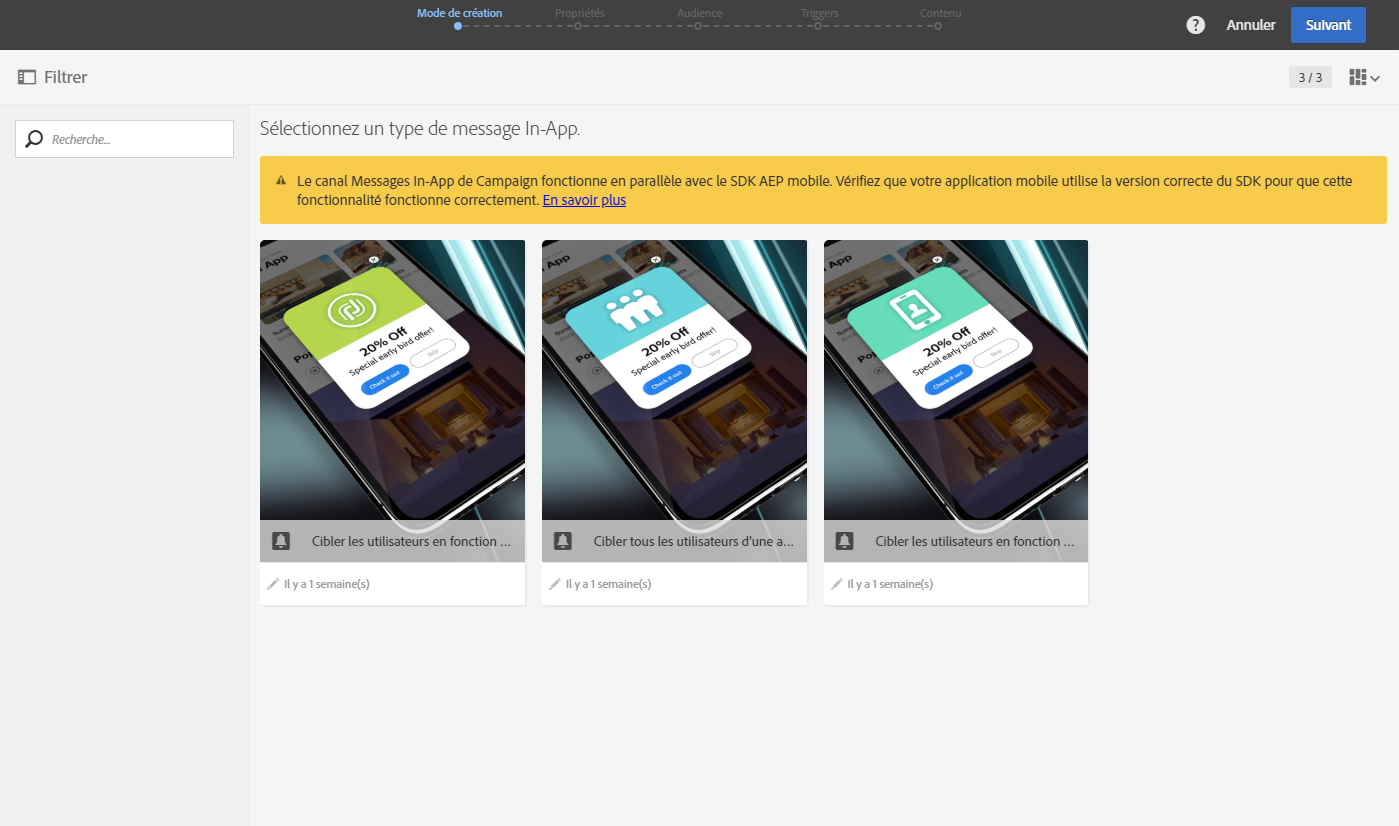 Mode de création
Propriétés
Audience
Triggers
Contenu
?
Annuler
Suivant
Filtrer
3 / 3
Recherche...
Sélectionnez un type de message In-App.
Le canal Messages In-App de Campaign fonctionne en parallèle avec le SDK AEP mobile. Vérifiez que votre application mobile utilise la version correcte du SDK pour que cette
fonctionnalité fonctionne correctement. En savoir plus
App
20% Off
Special early bird offer!
Check it out
Skip
App
20% Off
Special early bird offer!
Check it out
Skip
App
20% Off
Special early bird offer!
Check it out
Skip
Cibler les utilisateurs en fonction ...
Cibler tous les utilisateurs d'une a...
Cibler les utilisateurs en fonction ...
Il y a 1 semaine(s)
Il y a 1 semaine(s)
Il y a 1 semaine(s)